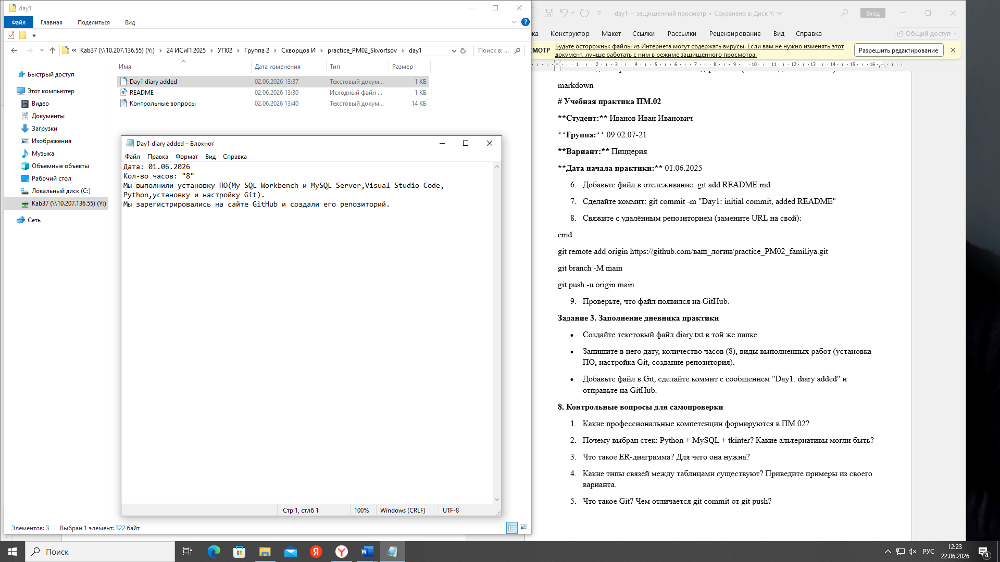 day1
Файл Главная Поделиться Вид
« Kab37 (\\10.207.136.55) (Y:) › 24 ИСиП 2025 › УП02 › Группа 2 › Скворцов И › practice_PM02_Skvortsov › day1
Поиск в: ...
Имя Дата изменения Тип Размер
Day1 diary added 02.06.2026 13:37 Текстовый докум... 1 КБ
README 02.06.2026 13:30 Исходный файл ... 1 КБ
Контрольные вопросы 02.06.2026 13:40 Текстовый докум... 14 КБ
Быстрый доступ
Этот компьютер
Видео
Документы
Загрузки
Изображения
Музыка
Объемные объекты
Рабочий стол
Локальный диск (C:)
Kab37 (\\10.207.136.55) (Y:)
Сеть
Элементов: 3 Выбран 1 элемент: 322 байт
Day1 diary added – Блокнот
Файл Правка Формат Вид Справка
Дата: 01.06.2026
Кол-во часов: "8"
Мы выполнили установку ПО(My SQL Workbench и MySQL Server,Visual Studio Code,
Python,установку и настройку Git).
Мы зарегистрировались на сайте GitHub и создали его репозиторий.
Стр 1, стлб 1 100% Windows (CRLF) UTF-8
day1 - защищенный просмотр • Сохранено в: Диск Y:
Вход
ка Конструктор Макет Ссылки Рассылки Рецензирование Вид Справка
Общий доступ
СМОТР Будьте осторожны: файлы из Интернета могут содержать вирусы. Если вам не нужно изменять этот
документ, лучше работать с ним в режиме защищенного просмотра.
Разрешить редактирование
1 2 3 4 5 6 7 8 9 10 11 12 13 14 15 16
markdown
# Учебная практика ПМ.02
**Студент:** Иванов Иван Иванович
**Группа:** 09.02.07-21
**Вариант:** Пиццерия
**Дата начала практики:** 01.06.2025
6. Добавьте файл в отслеживание: git add README.md
7. Сделайте коммит: git commit -m "Day1: initial commit, added README"
8. Свяжите с удалённым репозиторием (замените URL на свой):
cmd
git remote add origin https://github.com/ваш_логин/practice_PM02_familiya.git
git branch -M main
git push -u origin main
9. Проверьте, что файл появился на GitHub.
Задание 3. Заполнение дневника практики
• Создайте текстовый файл diary.txt в той же папке.
• Запишите в него дату, количество часов (8), виды выполненных работ (установка
ПО, настройка Git, создание репозитория).
• Добавьте файл в Git, сделайте коммит с сообщением "Day1: diary added" и
отправьте на GitHub.
8. Контрольные вопросы для самопроверки
1. Какие профессиональные компетенции формируются в ПМ.02?
2. Почему выбран стек: Python + MySQL + tkinter? Какие альтернативы могли быть?
3. Что такое ER-диаграмма? Для чего она нужна?
4. Какие типы связей между таблицами существуют? Приведите примеры из своего
варианта.
5. Что такое Git? Чем отличается git commit от git push?
Поиск
РУС
12:23
22.06.2026
4